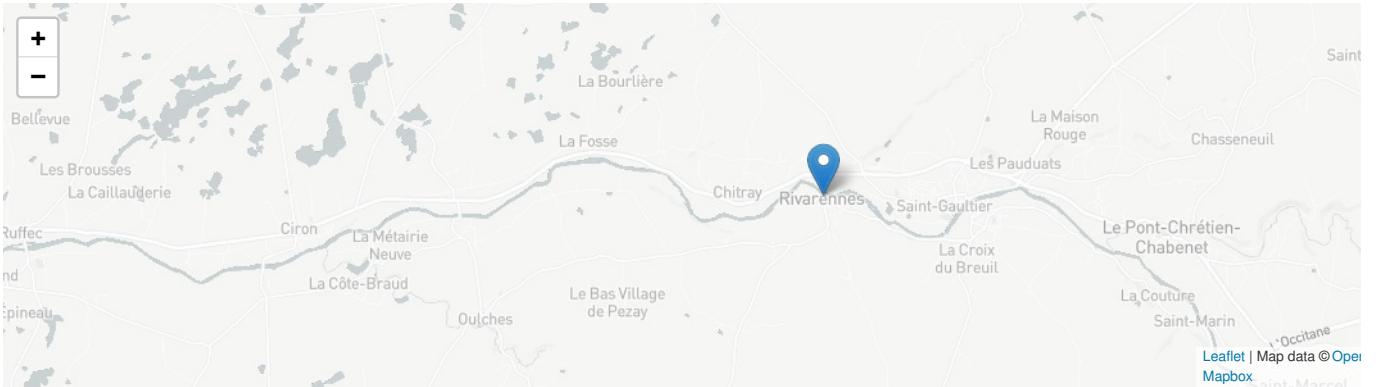 +
−
Saint
La Bourlière
Bellevue
La Maison
Rouge
Chasseneuil
La Fosse
Les Brousses
Les Pauduats
La Caillauderie
Chitray
Rivarennes
Saint-Gaultier
Ruffec
Ciron
La Métairie
Neuve
Le Pont-Chrétien-
Chabenet
La Croix
du Breuil
nd
La Côte-Braud
Le Bas Village
de Pezay
La Couture
Épineau
Oulches
Saint-Marin
L'Occitane
Leaflet | Map data © Oper
Mapbox
Saint-Marcel